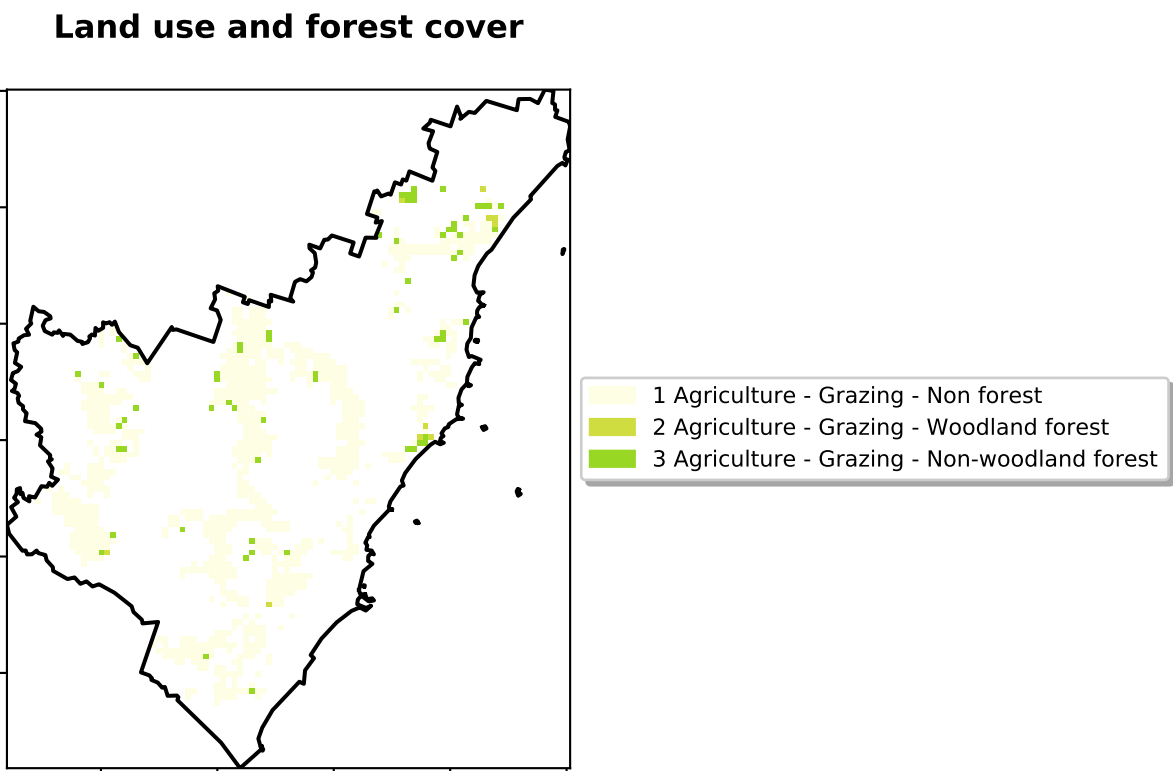 Land use and forest cover
1 Agriculture - Grazing - Non forest
2 Agriculture - Grazing - Woodland forest
3 Agriculture - Grazing - Non-woodland forest